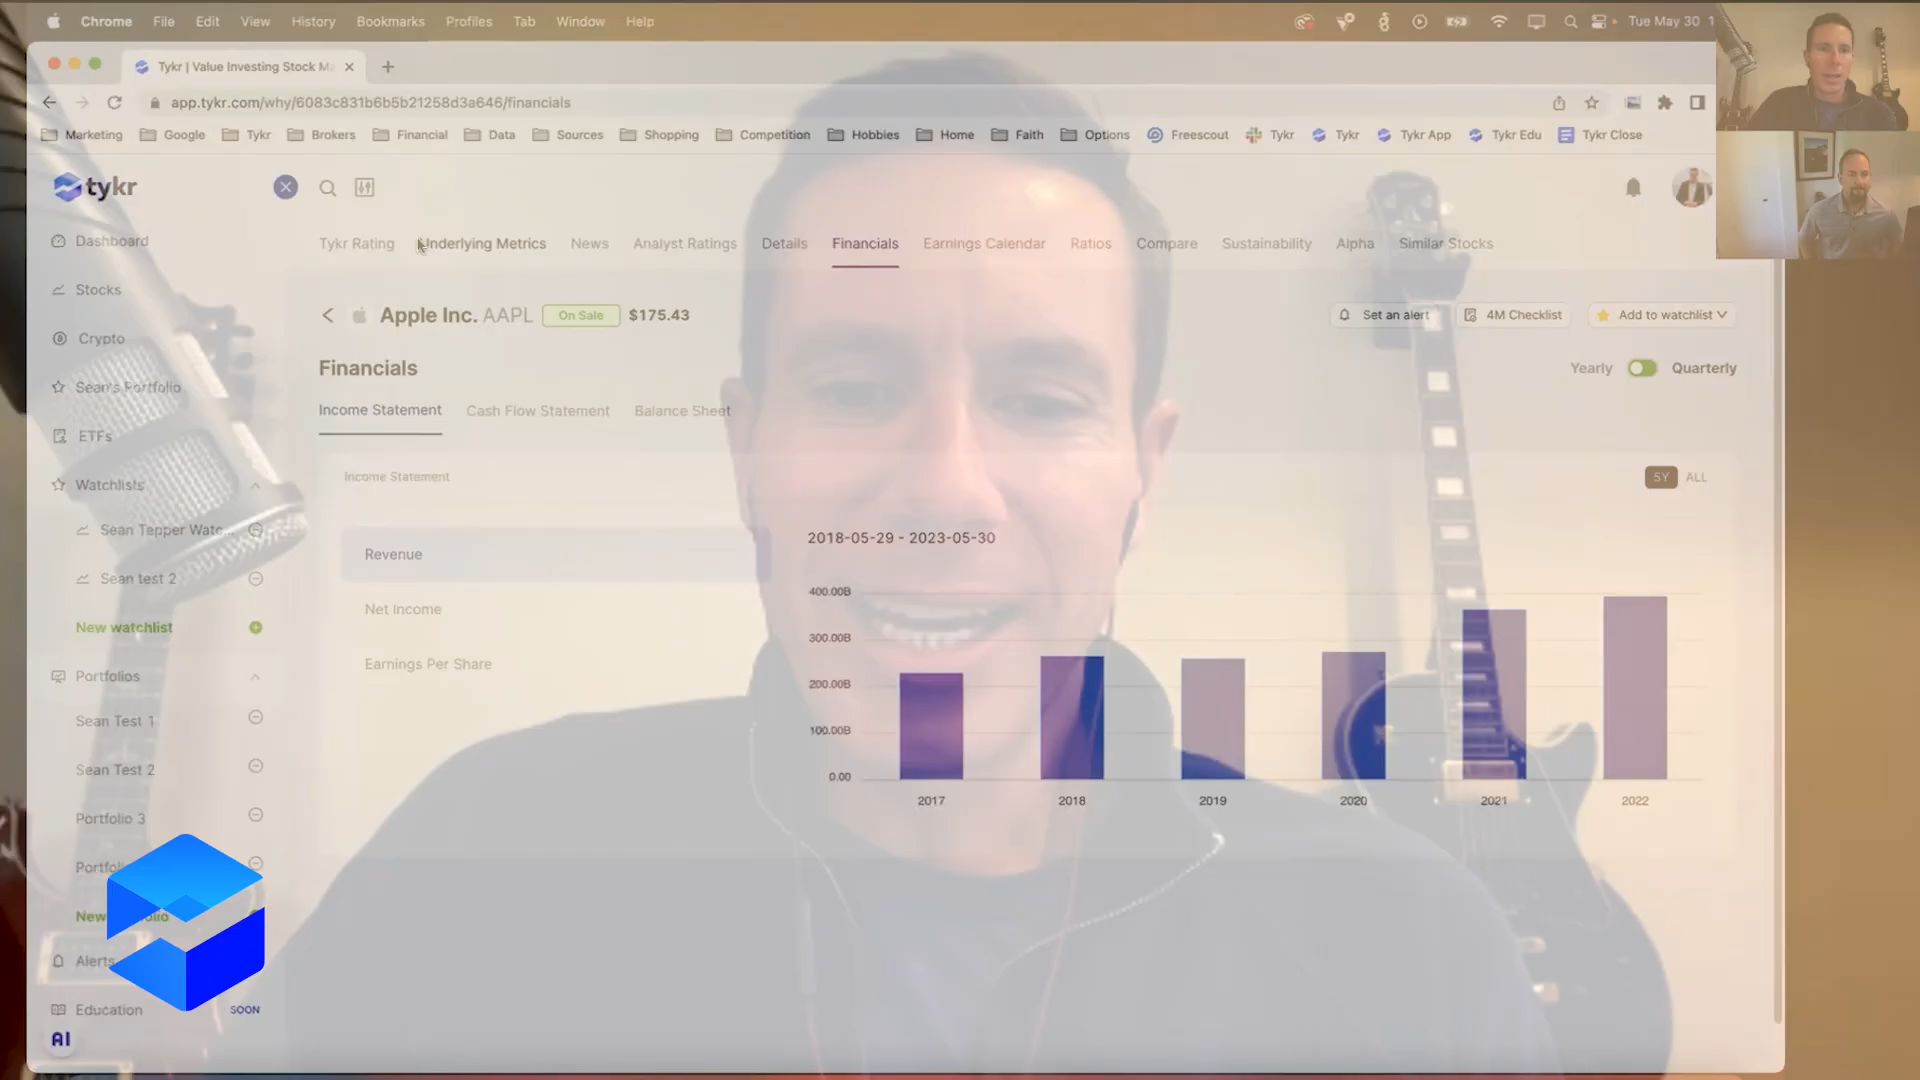 Chrome File Edit View History Bookmarks Profiles Tab Window Help Tue May 30 1
Tykr | Value Investing Stock Ma
app.tykr.com/why/6083c831b6b5b21258d3a646/financials
Marketing Google Tykr Brokers Financial Data Sources Shopping Competition Hobbies Home Faith Options Freescout Tykr Tykr Tykr App Tykr Edu Tykr Close
tykr
Dashboard
Stocks
Crypto
Sean's Portfolio
ETFs
Watchlists
Sean Tepper Watc...
Sean test 2
New watchlist
Portfolios
Sean Test 1
Sean Test 2
Portfolio 3
Portfoli
New olio
Alerts
Education SOON
AI
Tykr Rating Underlying Metrics News Analyst Ratings Details Financials Earnings Calendar Ratios Compare Sustainability Alpha Similar Stocks
Apple Inc. AAPL On Sale $175.43 Set an alert 4M Checklist Add to watchlist
Financials Yearly Quarterly
Income Statement Cash Flow Statement Balance Sheet
Income Statement 5Y ALL
Revenue
Net Income
Earnings Per Share
2018-05-29 - 2023-05-30
400.00B
300.00B
200.00B
100.00B
0.00
2017 2018 2019 2020 2021 2022